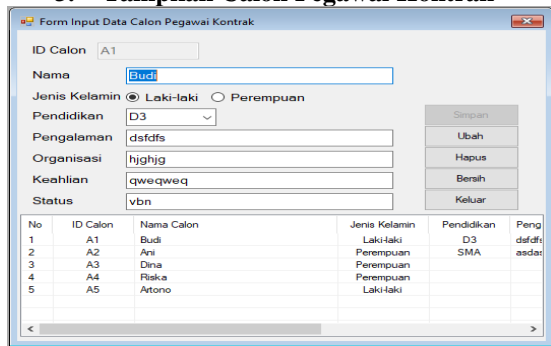 3. Tampilan Calon Pegawai Kontrak
Form Input Data Calon Pegawai Kontrak
ID Calon A1
Nama Budi
Jenis Kelamin Laki-laki Perempuan
Pendidikan D3 Simpan
Pengalaman dsfdfs Ubah
Organisasi hjghjg Hapus
Keahlian qweqweq Bersih
Status vbn Keluar
No ID Calon Nama Calon Jenis Kelamin Pendidikan Peng
1 A1 Budi Laki-laki D3 dsfdfs
2 A2 Ani Perempuan SMA asdas
3 A3 Dina Perempuan
4 A4 Riska Perempuan
5 A5 Artono Laki-laki